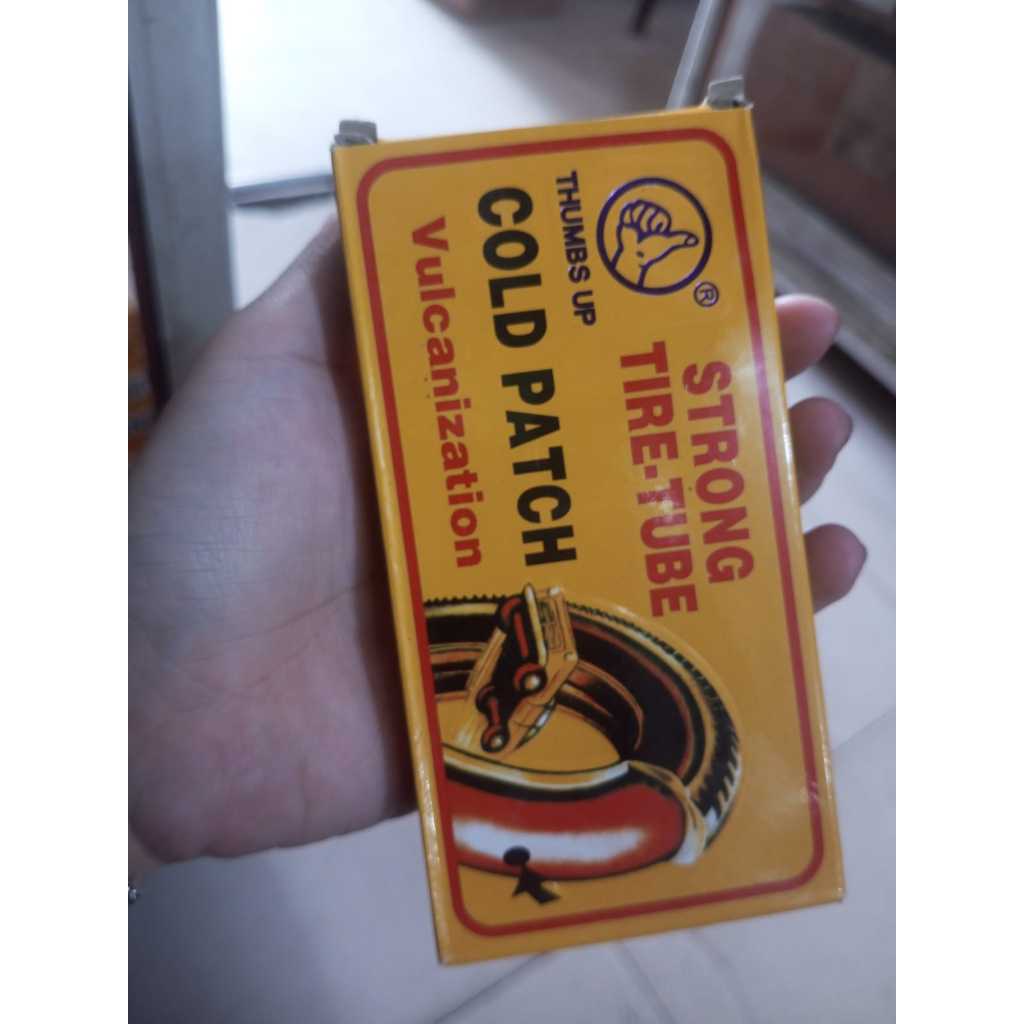 ®
THUMBS UP
STRONG
TIRE-TUBE
COLD PATCH
Vulcanization